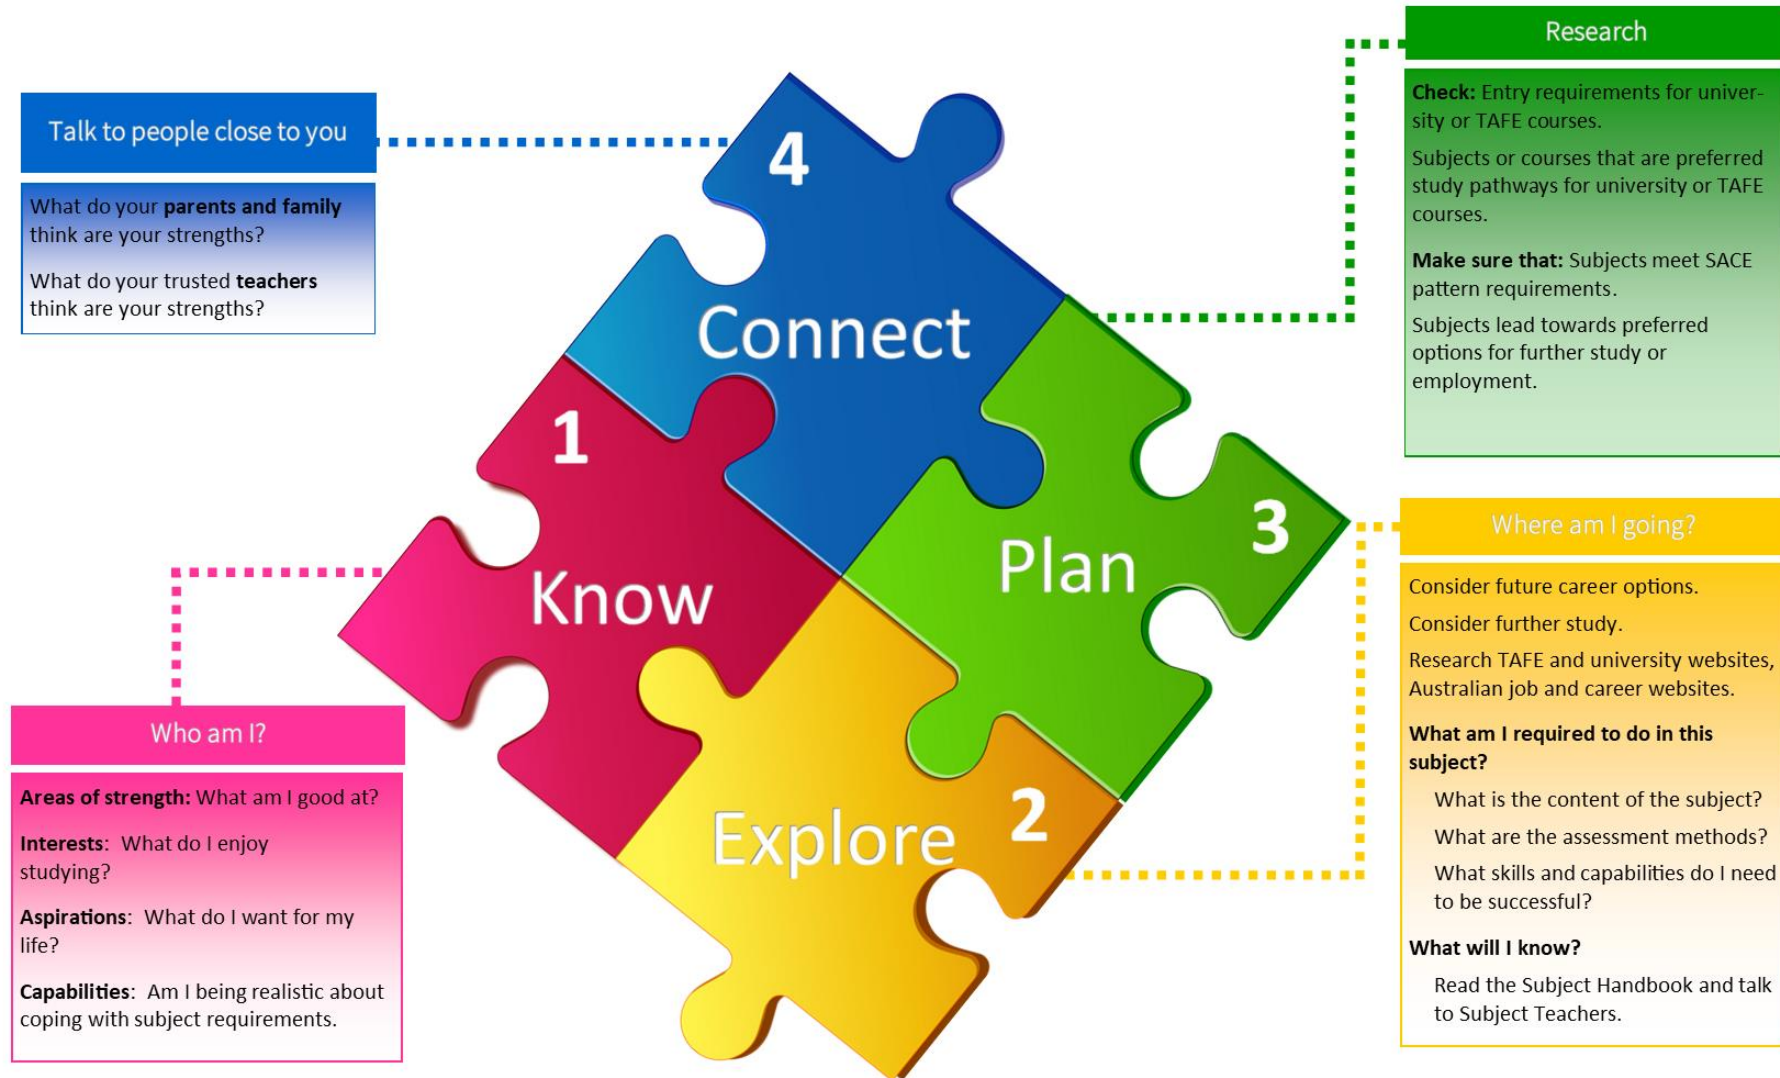 Talk to people close to you
What do your parents and family
think are your strengths?
What do your trusted teachers
think are your strengths?
4
Connect
1
Know
3
Plan
2
Explore
Who am I?
Areas of strength: What am I good at?
Interests:  What do I enjoy
studying?
Aspirations:  What do I want for my
life?
Capabilities:  Am I being realistic about
coping with subject requirements.
Research
Check: Entry requirements for univer-
sity or TAFE courses.
Subjects or courses that are preferred
study pathways for university or TAFE
courses.
Make sure that: Subjects meet SACE
pattern requirements.
Subjects lead towards preferred
options for further study or
employment.
Where am I going?
Consider future career options.
Consider further study.
Research TAFE and university websites,
Australian job and career websites.
What am I required to do in this
subject?
What is the content of the subject?
What are the assessment methods?
What skills and capabilities do I need
to be successful?
What will I know?
Read the Subject Handbook and talk
to Subject Teachers.